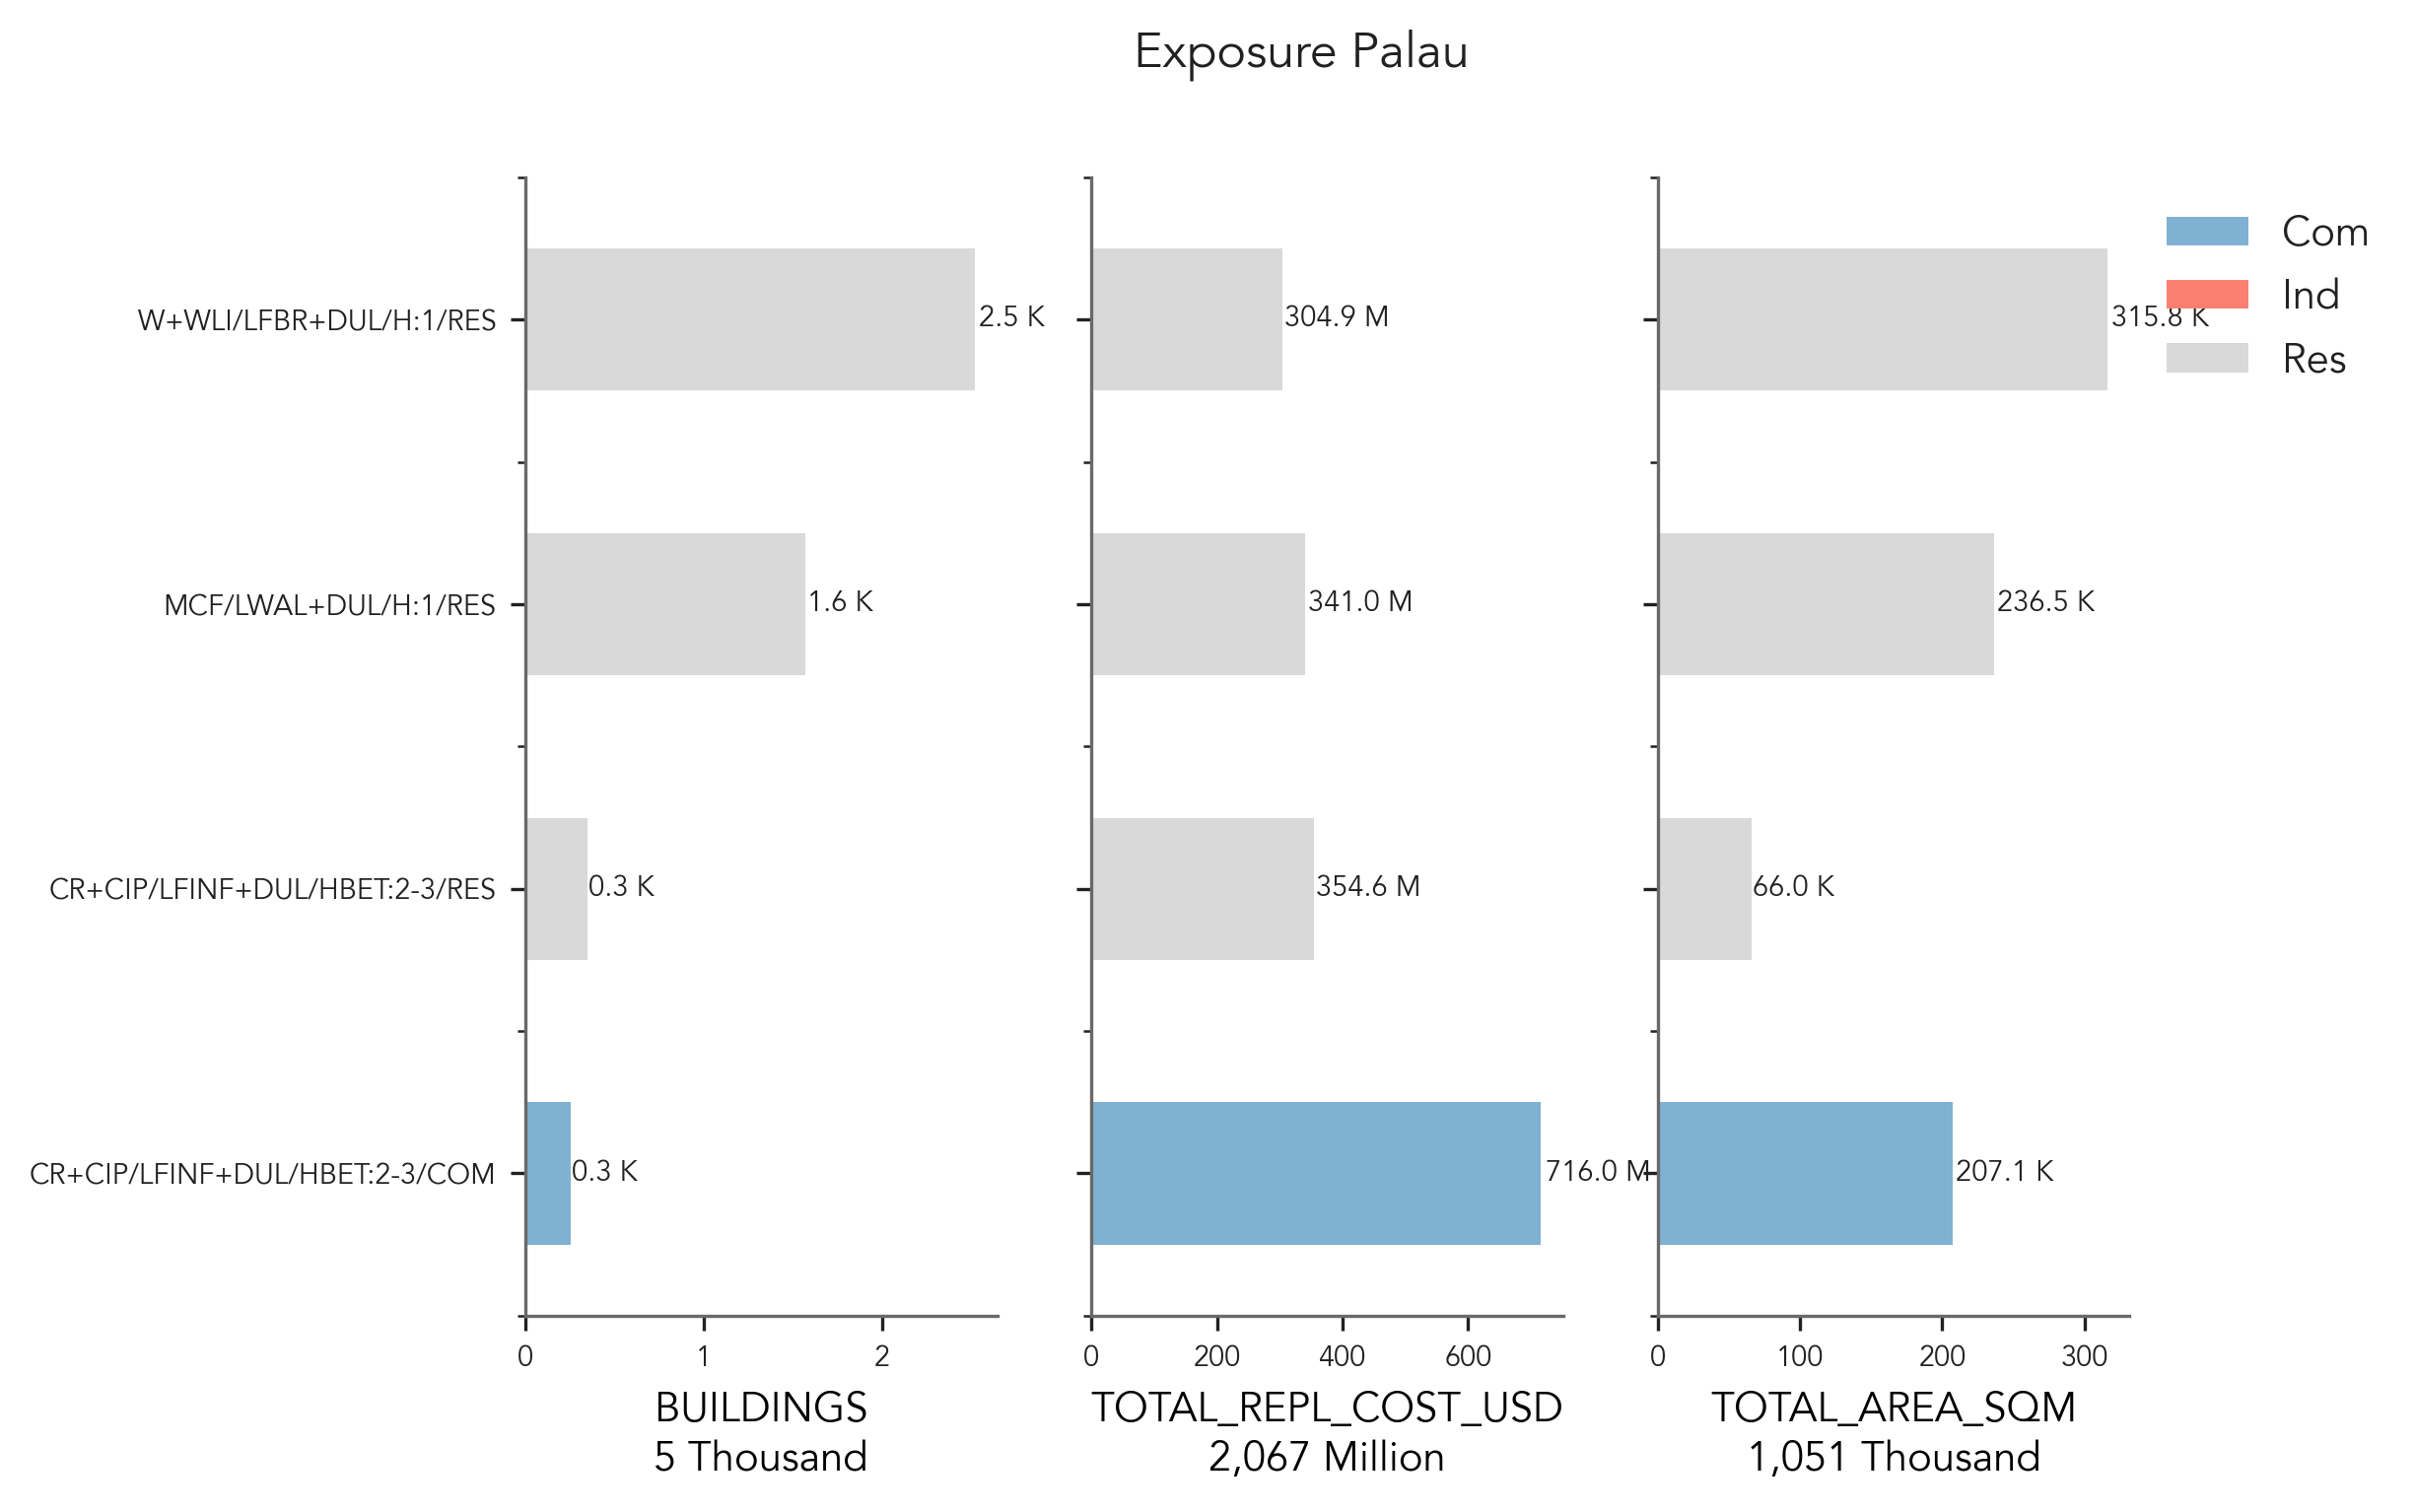 Exposure Palau
Com
Ind
Res
W+WLI/LFBR+DUL/H:1/RES
2.5 K
304.9 M
315.8 K
MCF/LWAL+DUL/H:1/RES
1.6 K
341.0 M
236.5 K
CR+CIP/LFINF+DUL/HBET:2-3/RES
0.3 K
354.6 M
66.0 K
CR+CIP/LFINF+DUL/HBET:2-3/COM
0.3 K
716.0 M
207.1 K
0 1 2
0 200 400 600
0 100 200 300
BUILDINGS
5 Thousand
TOTAL_REPL_COST_USD
2,067 Million
TOTAL_AREA_SQM
1,051 Thousand